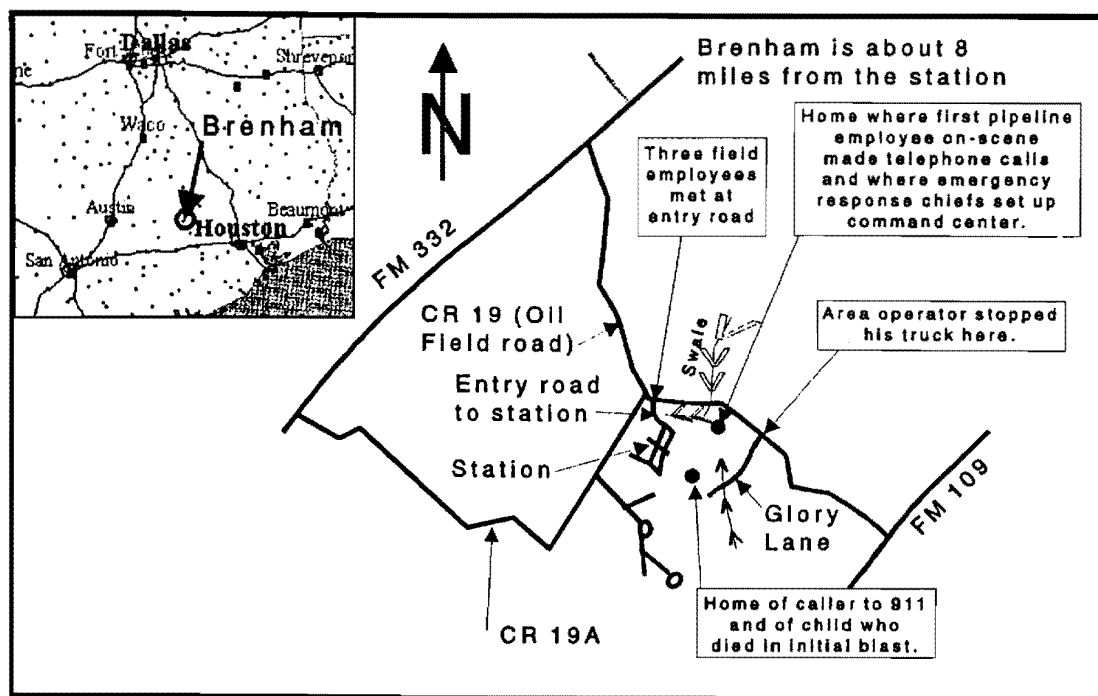 Fort
Dallas
Waco
Brenham
Austin
Beaumont
Houston
San Antonio
N
Brenham is about 8
miles from the station
Home where first pipeline
employee on-scene
made telephone calls
and where emergency
response chiefs set up
command center.
Three field
employees
met at
entry road
FM 332
CR 19 (Oil
Field road)
Swale
Area operator stopped
his truck here.
Entry road
to station
Station
Glory
Lane
FM 109
Home of caller to 911
and of child who
died in initial blast.
CR 19A